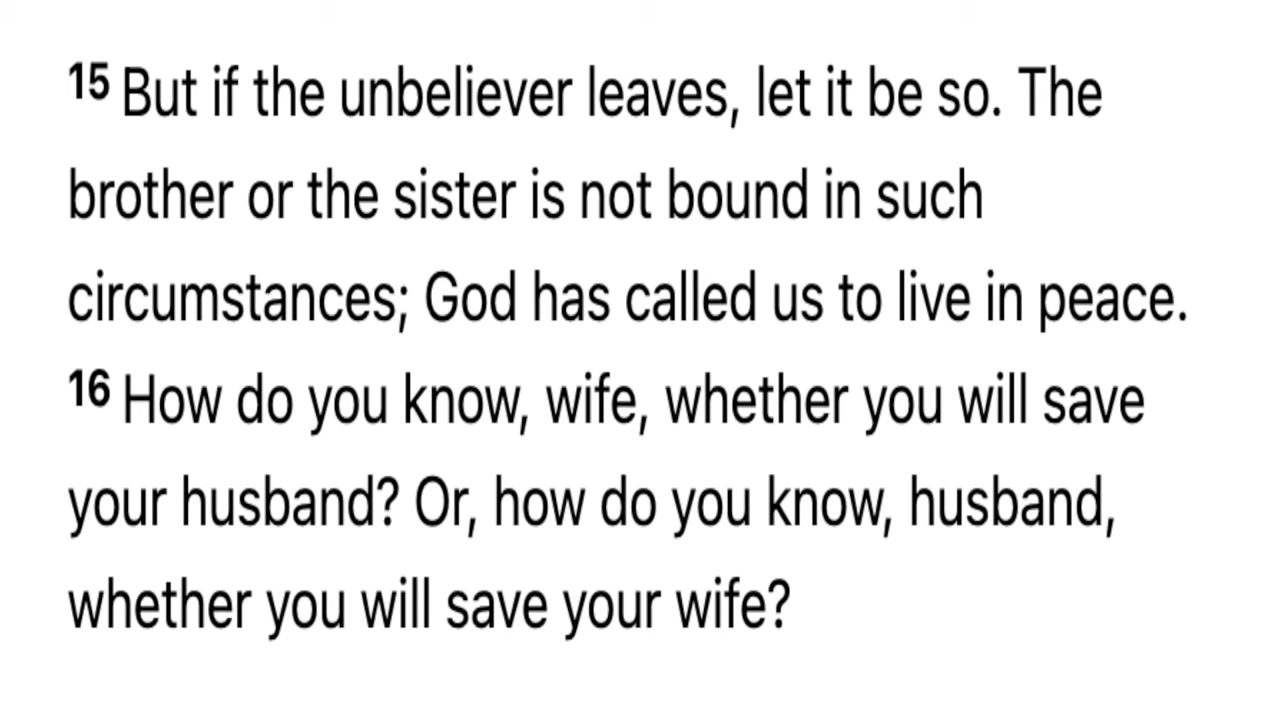 15 But if the unbeliever leaves, let it be so. The
brother or the sister is not bound in such
circumstances; God has called us to live in peace.
16 How do you know, wife, whether you will save
your husband? Or, how do you know, husband,
whether you will save your wife?